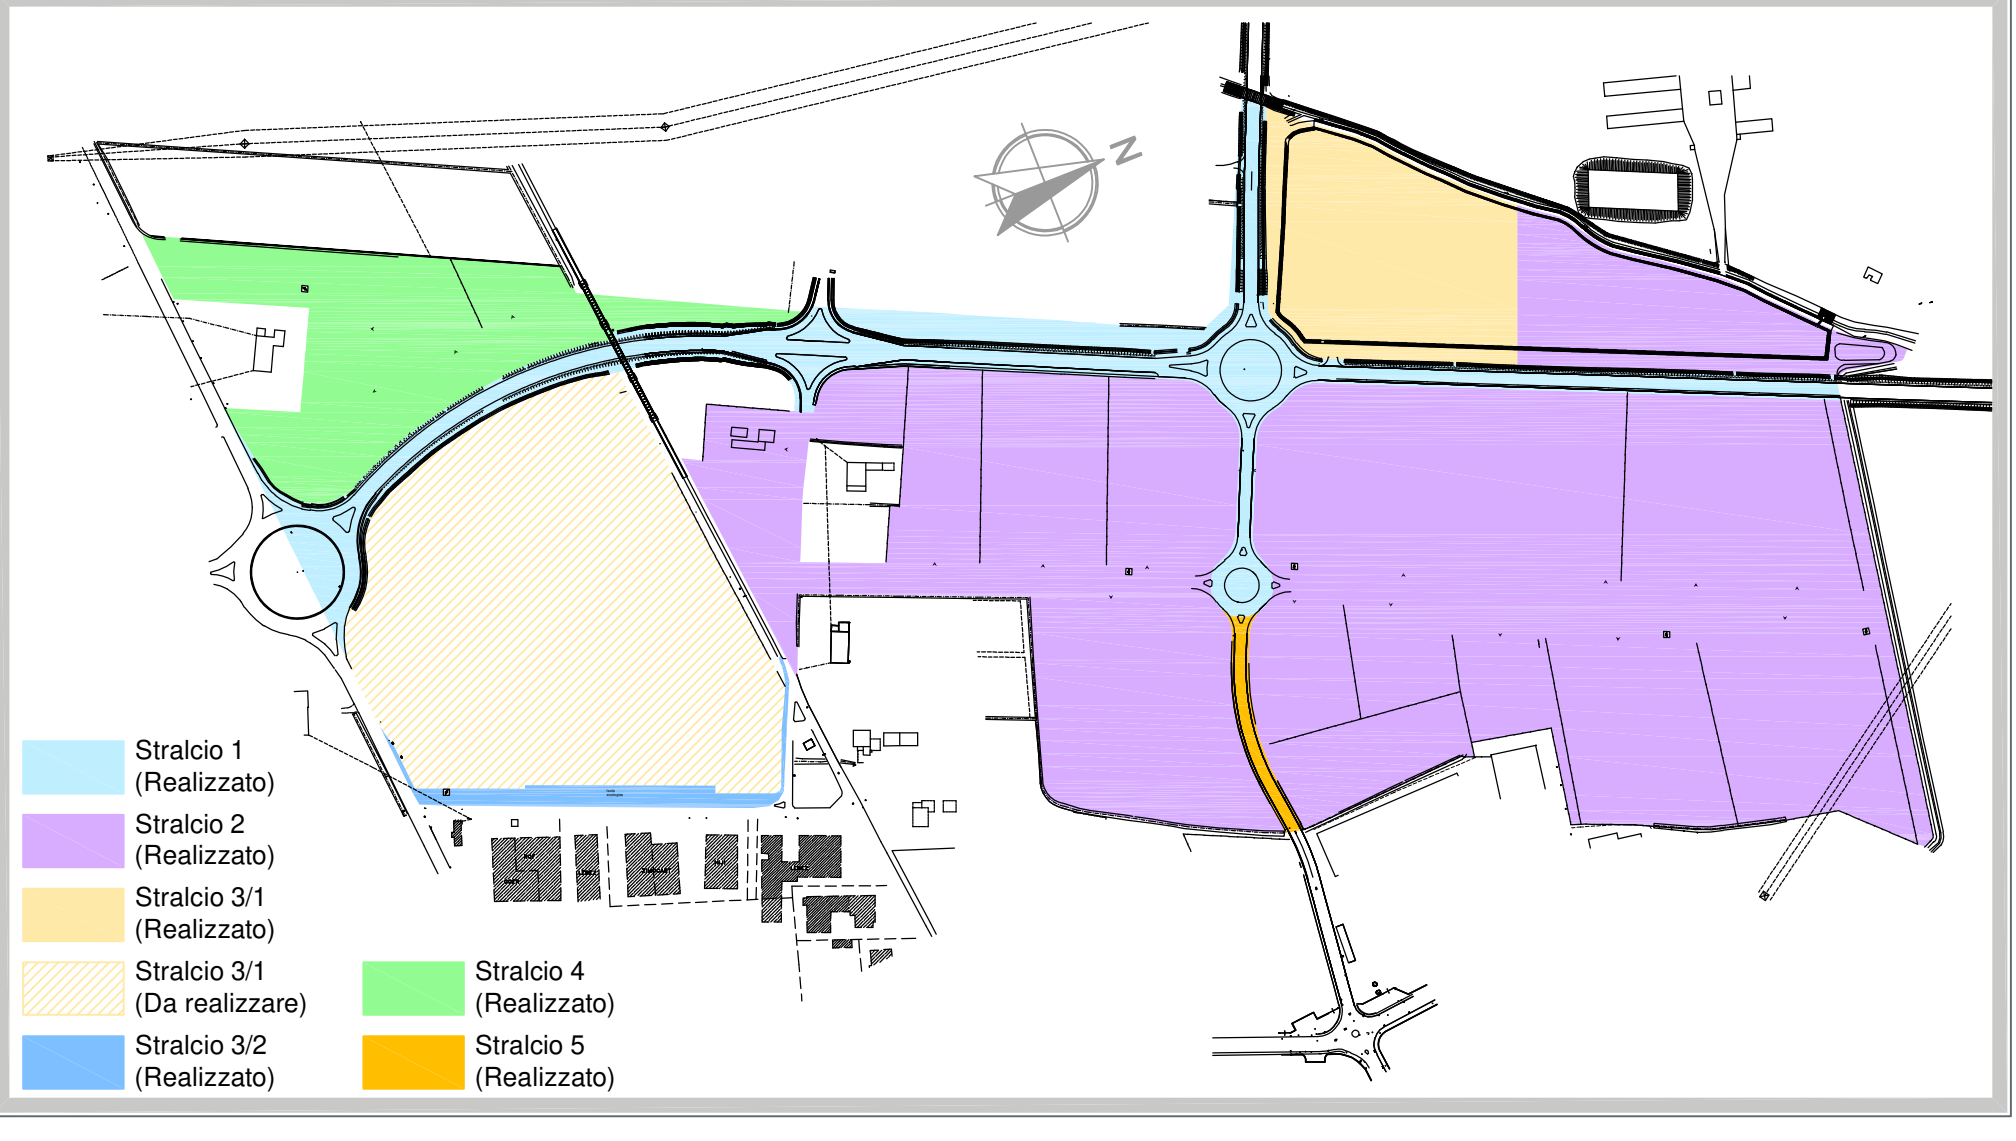 N
Stralcio 1
(Realizzato)
Stralcio 2
(Realizzato)
Stralcio 3/1
(Realizzato)
Stralcio 3/1
(Da realizzare)
Stralcio 3/2
(Realizzato)
Stralcio 4
(Realizzato)
Stralcio 5
(Realizzato)